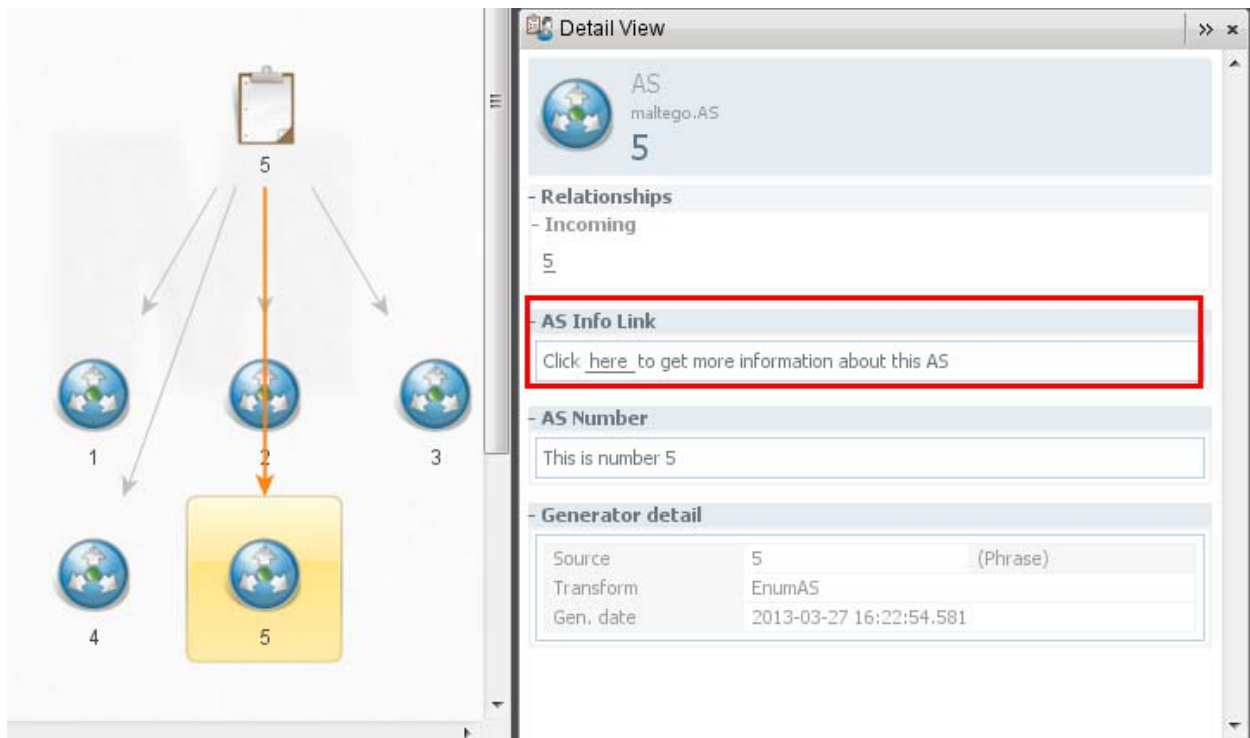 5
1
2
3
4
5
Detail View
AS
maltego.AS
5
- Relationships
- Incoming
5
- AS Info Link
Click here to get more information about this AS
- AS Number
This is number 5
- Generator detail
Source 5 (Phrase)
Transform EnumAS
Gen. date 2013-03-27 16:22:54.581